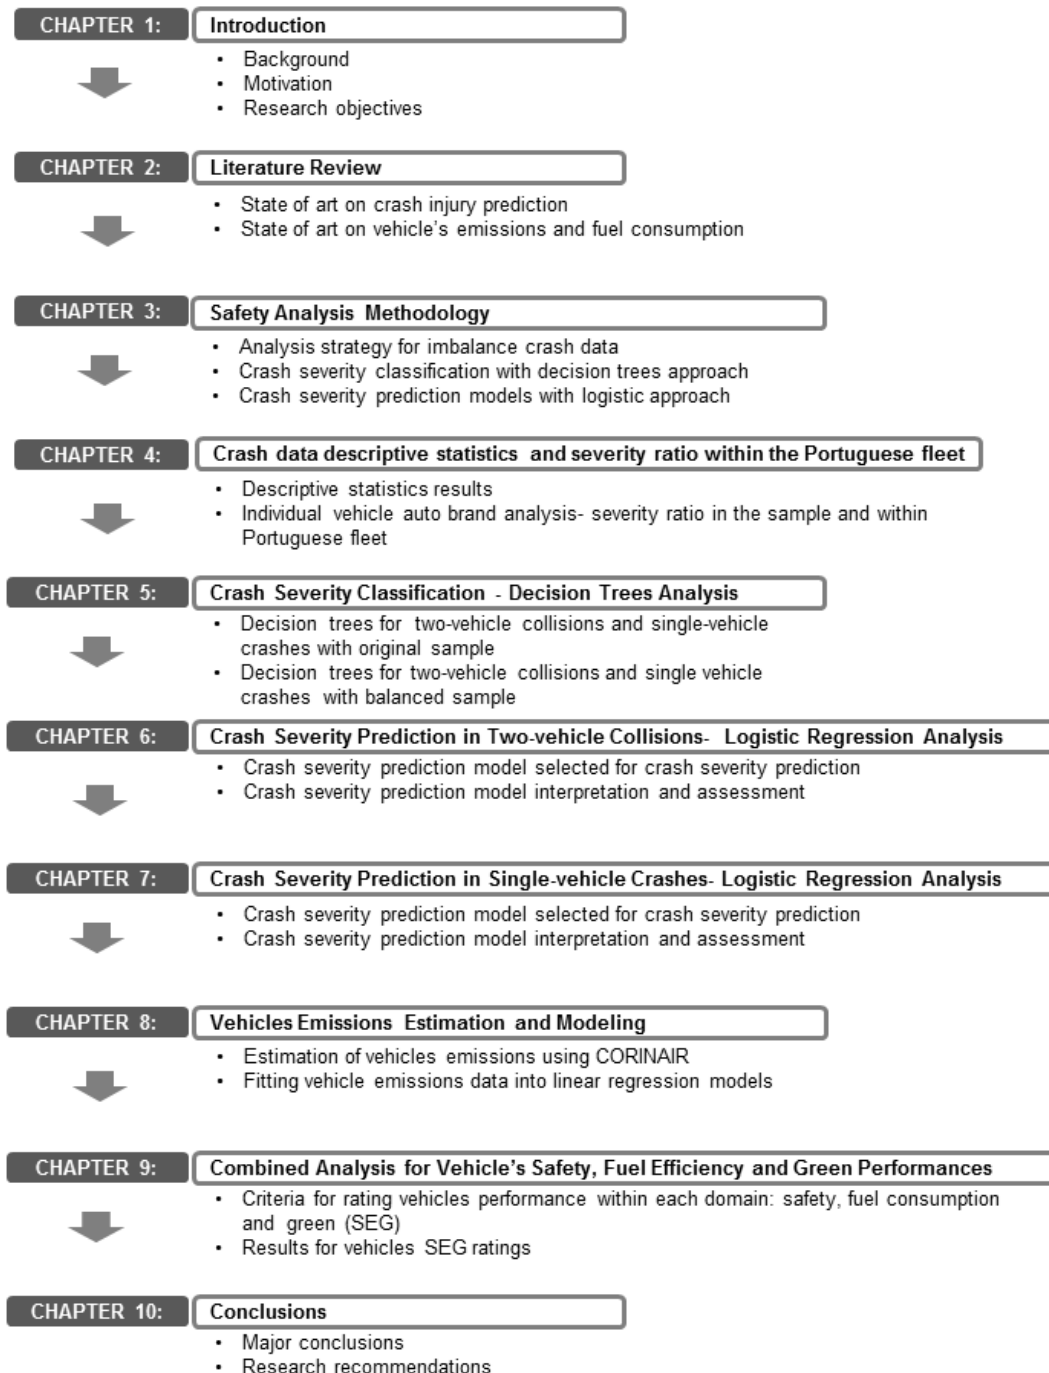 CHAPTER 1: Introduction
• Background
• Motivation
• Research objectives
CHAPTER 2: Literature Review
• State of art on crash injury prediction
• State of art on vehicle's emissions and fuel consumption
CHAPTER 3: Safety Analysis Methodology
• Analysis strategy for imbalance crash data
• Crash severity classification with decision trees approach
• Crash severity prediction models with logistic approach
CHAPTER 4: Crash data descriptive statistics and severity ratio within the Portuguese fleet
• Descriptive statistics results
• Individual vehicle auto brand analysis- severity ratio in the sample and within
Portuguese fleet
CHAPTER 5: Crash Severity Classification - Decision Trees Analysis
• Decision trees for two-vehicle collisions and single-vehicle
crashes with original sample
• Decision trees for two-vehicle collisions and single vehicle
crashes with balanced sample
CHAPTER 6: Crash Severity Prediction in Two-vehicle Collisions- Logistic Regression Analysis
• Crash severity prediction model selected for crash severity prediction
• Crash severity prediction model interpretation and assessment
CHAPTER 7: Crash Severity Prediction in Single-vehicle Crashes- Logistic Regression Analysis
• Crash severity prediction model selected for crash severity prediction
• Crash severity prediction model interpretation and assessment
CHAPTER 8: Vehicles Emissions Estimation and Modeling
• Estimation of vehicles emissions using CORINAIR
• Fitting vehicle emissions data into linear regression models
CHAPTER 9: Combined Analysis for Vehicle's Safety, Fuel Efficiency and Green Performances
• Criteria for rating vehicles performance within each domain: safety, fuel consumption
and green (SEG)
• Results for vehicles SEG ratings
CHAPTER 10: Conclusions
• Major conclusions
• Research recommendations